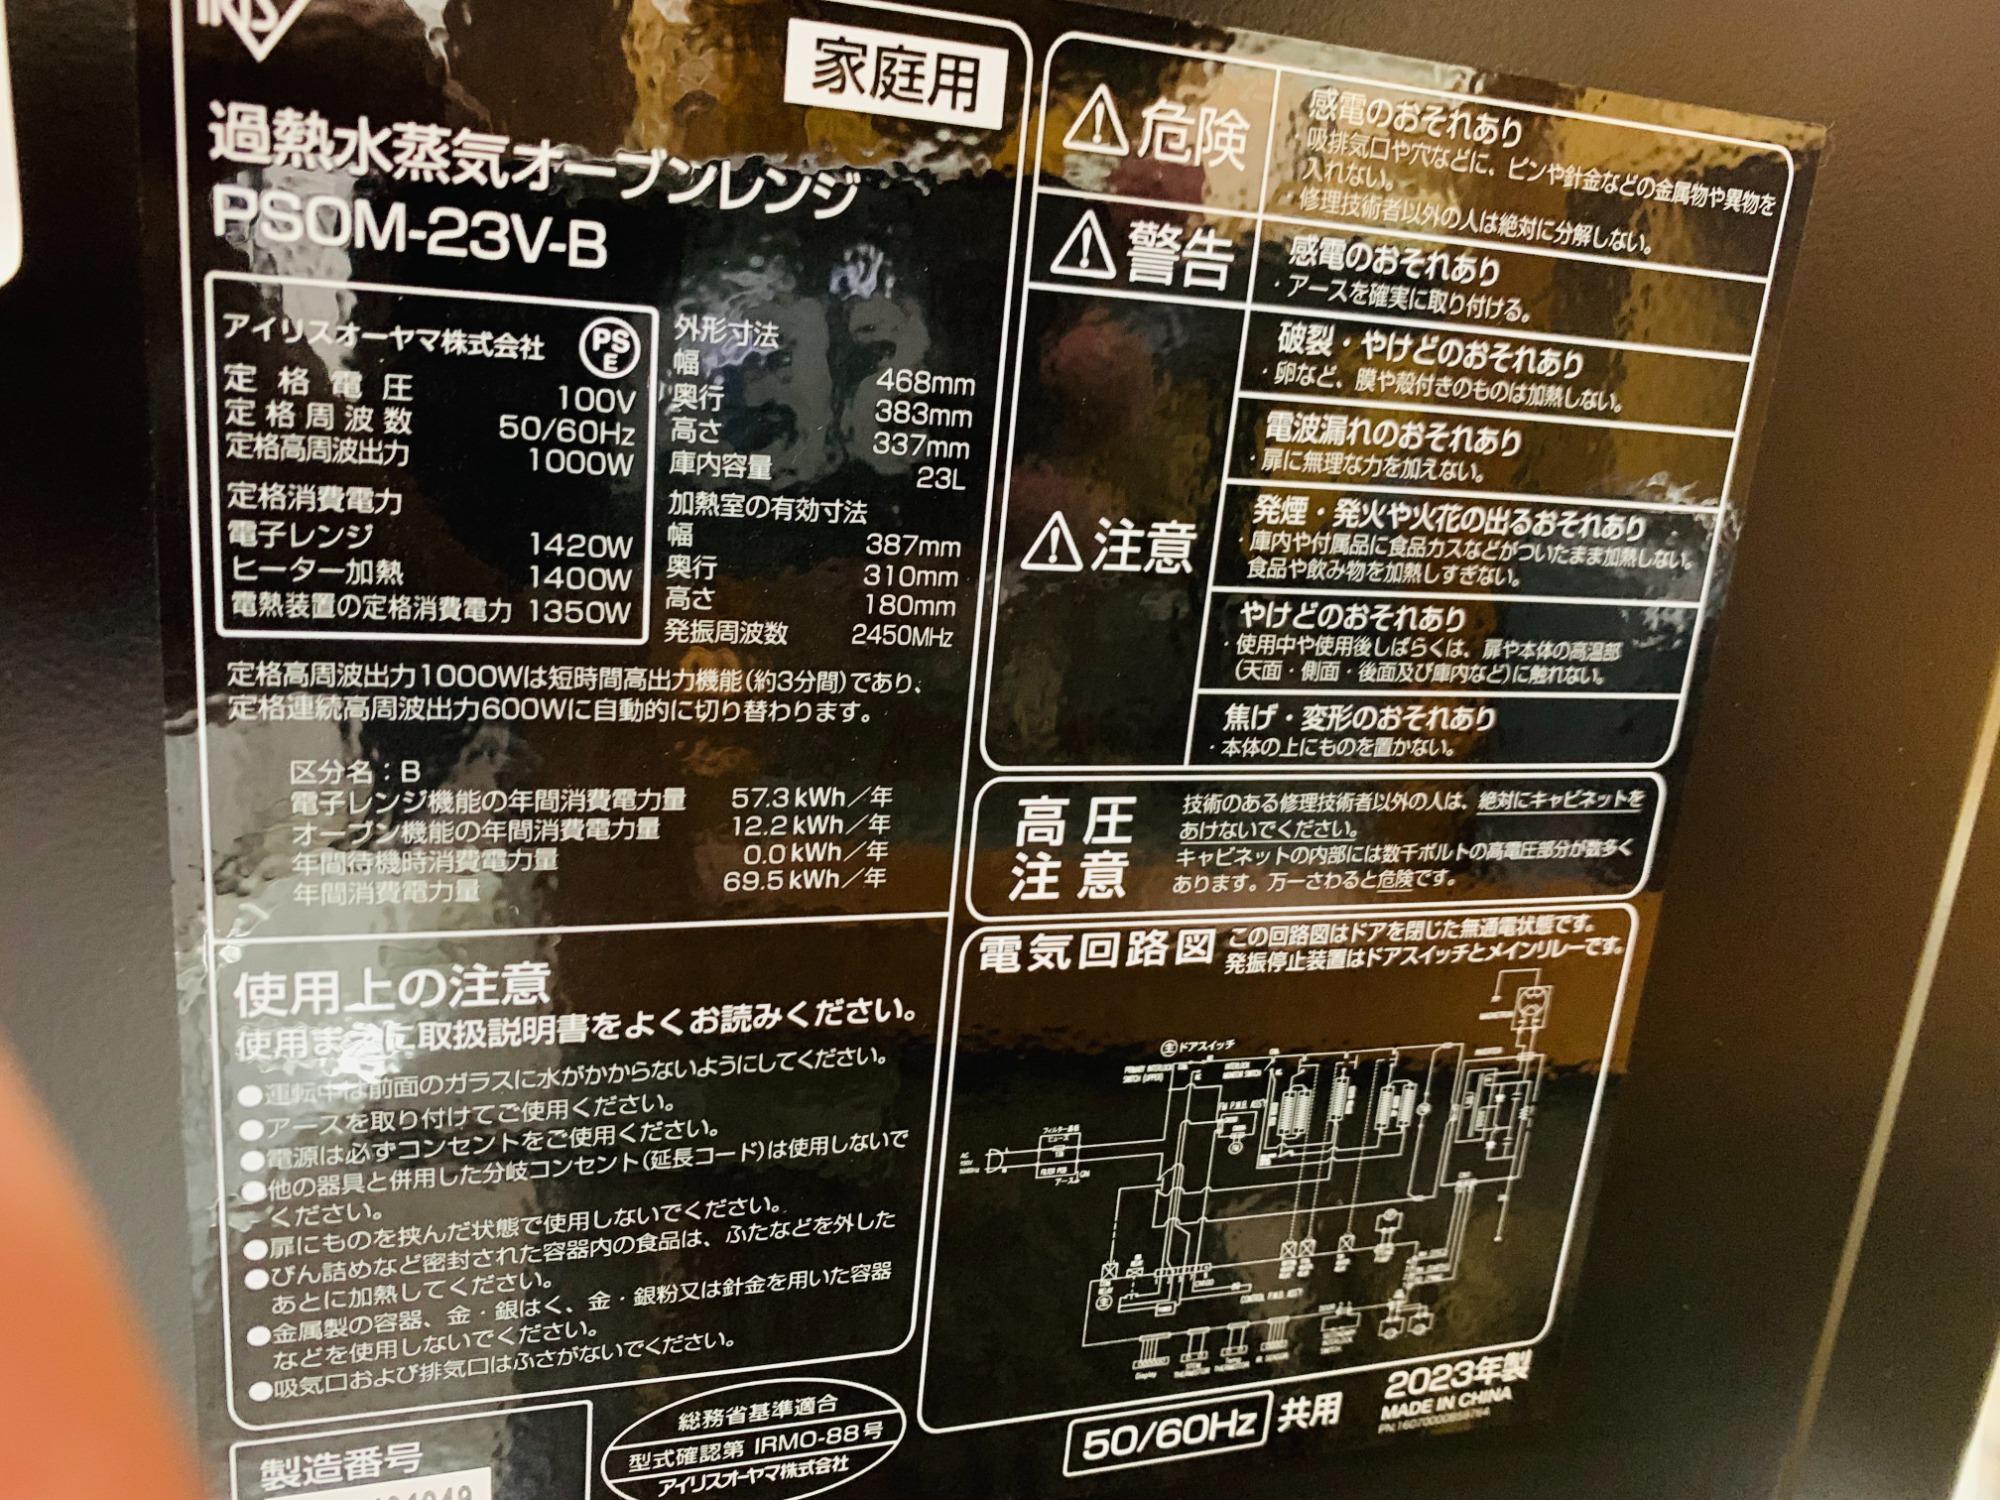 IRIS
家庭用
過熱水蒸気オーブンレンジ
PSOM-23V-B
アイリスオーヤマ株式会社
PSE
定格電圧 100V
定格周波数 50/60Hz
定格高周波出力 1000W
定格消費電力
電子レンジ 1420W
ヒーター加熱 1400W
電熱装置の定格消費電力 1350W
外形寸法
幅 468mm
奥行 383mm
高さ 337mm
庫内容量 23L
加熱室の有効寸法
幅 387mm
奥行 310mm
高さ 180mm
発振周波数 2450MHz
定格高周波出力1000Wは短時間高出力機能(約3分間)であり、
定格連続高周波出力600Wに自動的に切り替わります。
区分名：B
電子レンジ機能の年間消費電力量 57.3kWh／年
オーブン機能の年間消費電力量 12.2kWh／年
年間待機時消費電力量 0.0kWh／年
年間消費電力量 69.5kWh／年
使用上の注意
使用まえに取扱説明書をよくお読みください。
●運転中は前面のガラスに水がかからないようにしてください。
●アースを取り付けてご使用ください。
●電源は必ずコンセントをご使用ください。
●他の器具と併用した分岐コンセント(延長コード)は使用しないで
ください。
●扉にものを挟んだ状態で使用しないでください。
●びん詰めなど密封された容器内の食品は、ふたなどを外した
あとに加熱してください。
●金属製の容器、金・銀はく、金・銀粉又は針金を用いた容器
などを使用しないでください。
●吸気口および排気口はふさがないでください。
製造番号
総務省基準適合
型式確認第 IRMO-88号
アイリスオーヤマ株式会社
⚠危険
感電のおそれあり
・吸排気口や穴などに、ピンや針金などの金属物や異物を
入れない。
・修理技術者以外の人は絶対に分解しない。
⚠警告
感電のおそれあり
・アースを確実に取り付ける。
⚠注意
破裂・やけどのおそれあり
・卵など、膜や殻付きのものは加熱しない。
電波漏れのおそれあり
・扉に無理な力を加えない。
発煙・発火や火花の出るおそれあり
・庫内や付属品に食品カスなどがついたまま加熱しない。
食品や飲み物を加熱しすぎない。
やけどのおそれあり
・使用中や使用後しばらくは、扉や本体の高温部
(天面・側面・後面及び庫内など)に触れない。
焦げ・変形のおそれあり
・本体の上にものを置かない。
高圧
注意
技術のある修理技術者以外の人は、絶対にキャビネットを
あけないでください。
キャビネットの内部には数千ボルトの高電圧部分が数多く
あります。万一さわると危険です。
電気回路図
この回路図はドアを閉じた無通電状態です。
発振停止装置はドアスイッチとメインリレーです。
主 ドアスイッチ
PRIMARY INTERLOCK
SWITCH (UPPER)
INTERLOCK
MONITOR SWITCH
アース
CONTROL P.W.B. ASS'Y
Display
50/60Hz 共用
2023年製
MADE IN CHINA